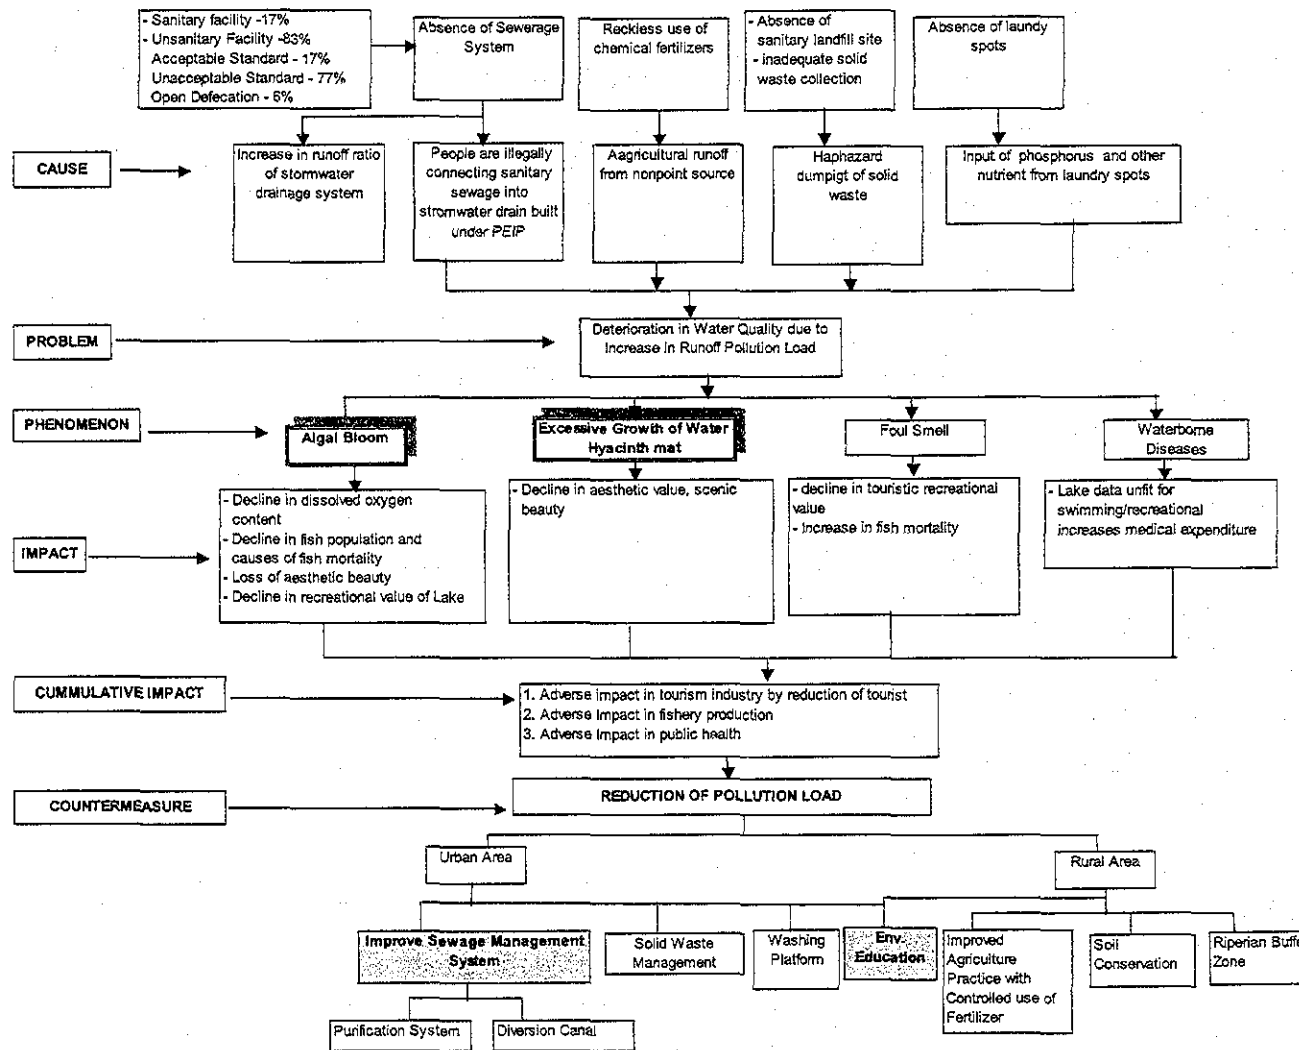 - Sanitary facility -17%
- Unsanitary Facility -83%
Acceptable Standard - 17%
Unacceptable Standard - 77%
Open Defecation - 6%
Absence of Sewerage
System
Reckless use of
chemical fertilizers
- Absence of
sanitary landfill site
- inadequate solid
waste collection
Absence of laundy
spots
CAUSE
Increase in runoff ratio
of stormwater
drainage system
People are illegally
connecting sanitary
sewage into
stromwater drain built
under PEIP
Aagricultural runoff
from nonpoint source
Haphazard
dumpigt of solid
waste
Input of phosphorus and other
nutrient from laundry spots
PROBLEM
Deterioration in Water Quality due to
Increase in Runoff Pollution Load
PHENOMENON
Algal Bloom
Excessive Growth of Water
Hyacinth mat
Foul Smell
Waterborne
Diseases
IMPACT
- Decline in dissolved oxygen
content
- Decline in fish population and
causes of fish mortality
- Loss of aesthetic beauty
- Decline in recreational value of Lake
- Decline in aesthetic value, scenic
beauty
- decline in touristic recreational
value
- Increase in fish mortality
- Lake data unfit for
swimming/recreational
increases medical expenditure
CUMMULATIVE IMPACT
1. Adverse impact in tourism industry by reduction of tourist
2. Adverse Impact in fishery production
3. Adverse Impact in public health
COUNTERMEASURE
REDUCTION OF POLLUTION LOAD
Urban Area
Rural Area
Improve Sewage Management
System
Solid Waste
Management
Washing
Platform
Env.
Education
Improved
Agriculture
Practice with
Controlled use of
Fertilizer
Soil
Conservation
Riperian Buffe
Zone
Purification System
Diversion Canal